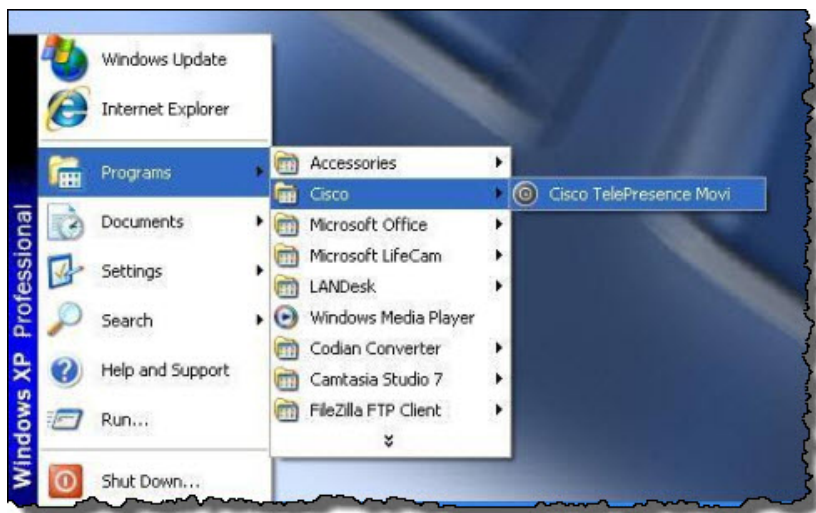 Windows XP Professional
Windows Update
Internet Explorer
Programs
Documents
Settings
Search
Help and Support
Run...
Shut Down...
Accessories
Cisco
Microsoft Office
Microsoft LifeCam
LANDesk
Windows Media Player
Codian Converter
Camtasia Studio 7
FileZilla FTP Client
Cisco TelePresence Movi